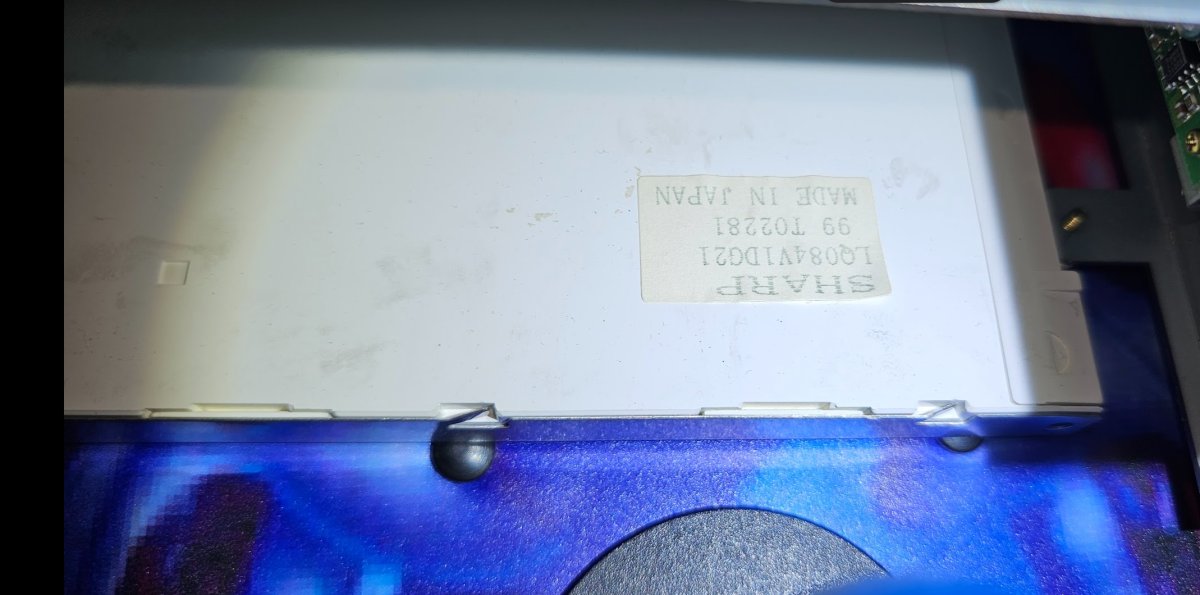 SHARP
LQ084V1DG21
99 T02281
MADE IN JAPAN